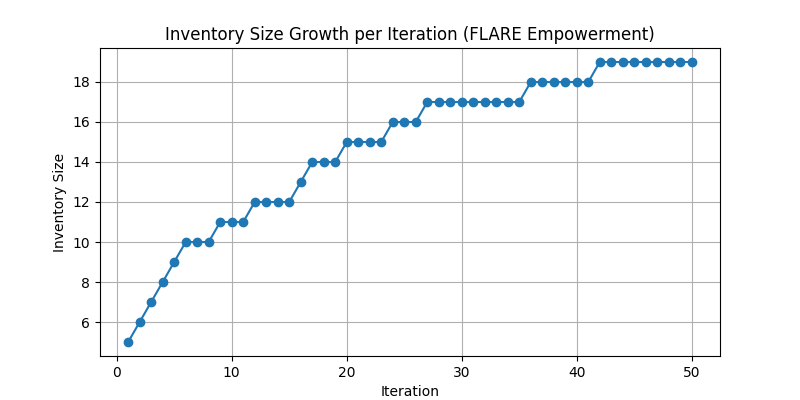 Inventory Size Growth per Iteration (FLARE Empowerment)
Inventory Size
18
16
14
12
10
8
6
0 10 20 30 40 50
Iteration